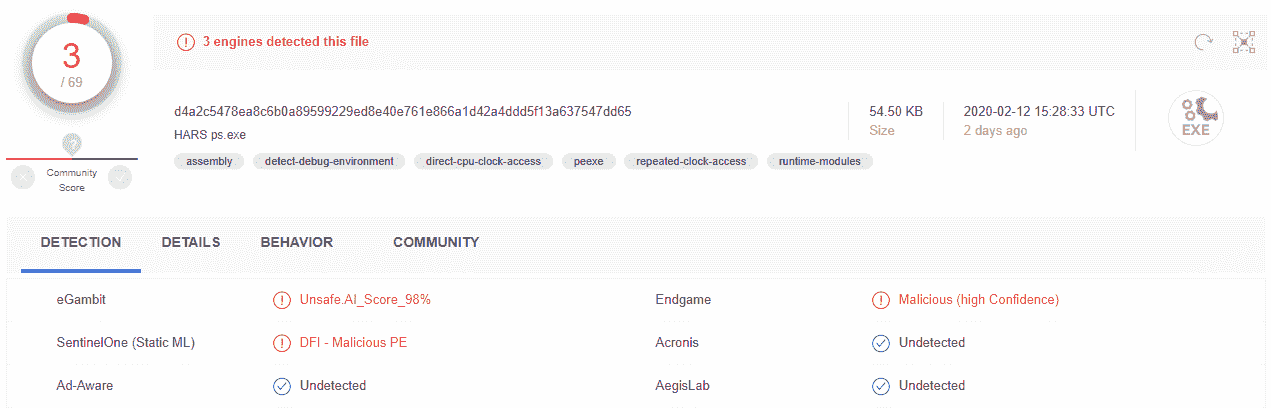 3
/ 69
Community
Score
3 engines detected this file
d4a2c5478ea8c6b0a89599229ed8e40e761e866a1d42a4ddd5f13a637547dd65
HARS ps.exe
assembly detect-debug-environment direct-cpu-clock-access peexe repeated-clock-access runtime-modules
54.50 KB
Size
2020-02-12 15:28:33 UTC
2 days ago
EXE
DETECTION DETAILS BEHAVIOR COMMUNITY
eGambit Unsafe.AI_Score_98% Endgame Malicious (high Confidence)
SentinelOne (Static ML) DFI - Malicious PE Acronis Undetected
Ad-Aware Undetected AegisLab Undetected